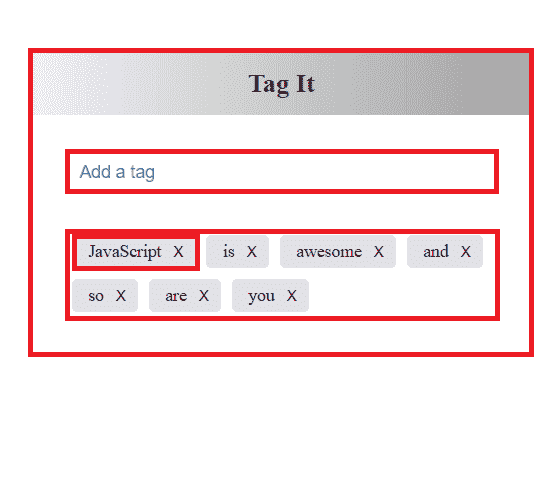 Tag It
Add a tag
JavaScript X is X awesome X and X
so X are X you X